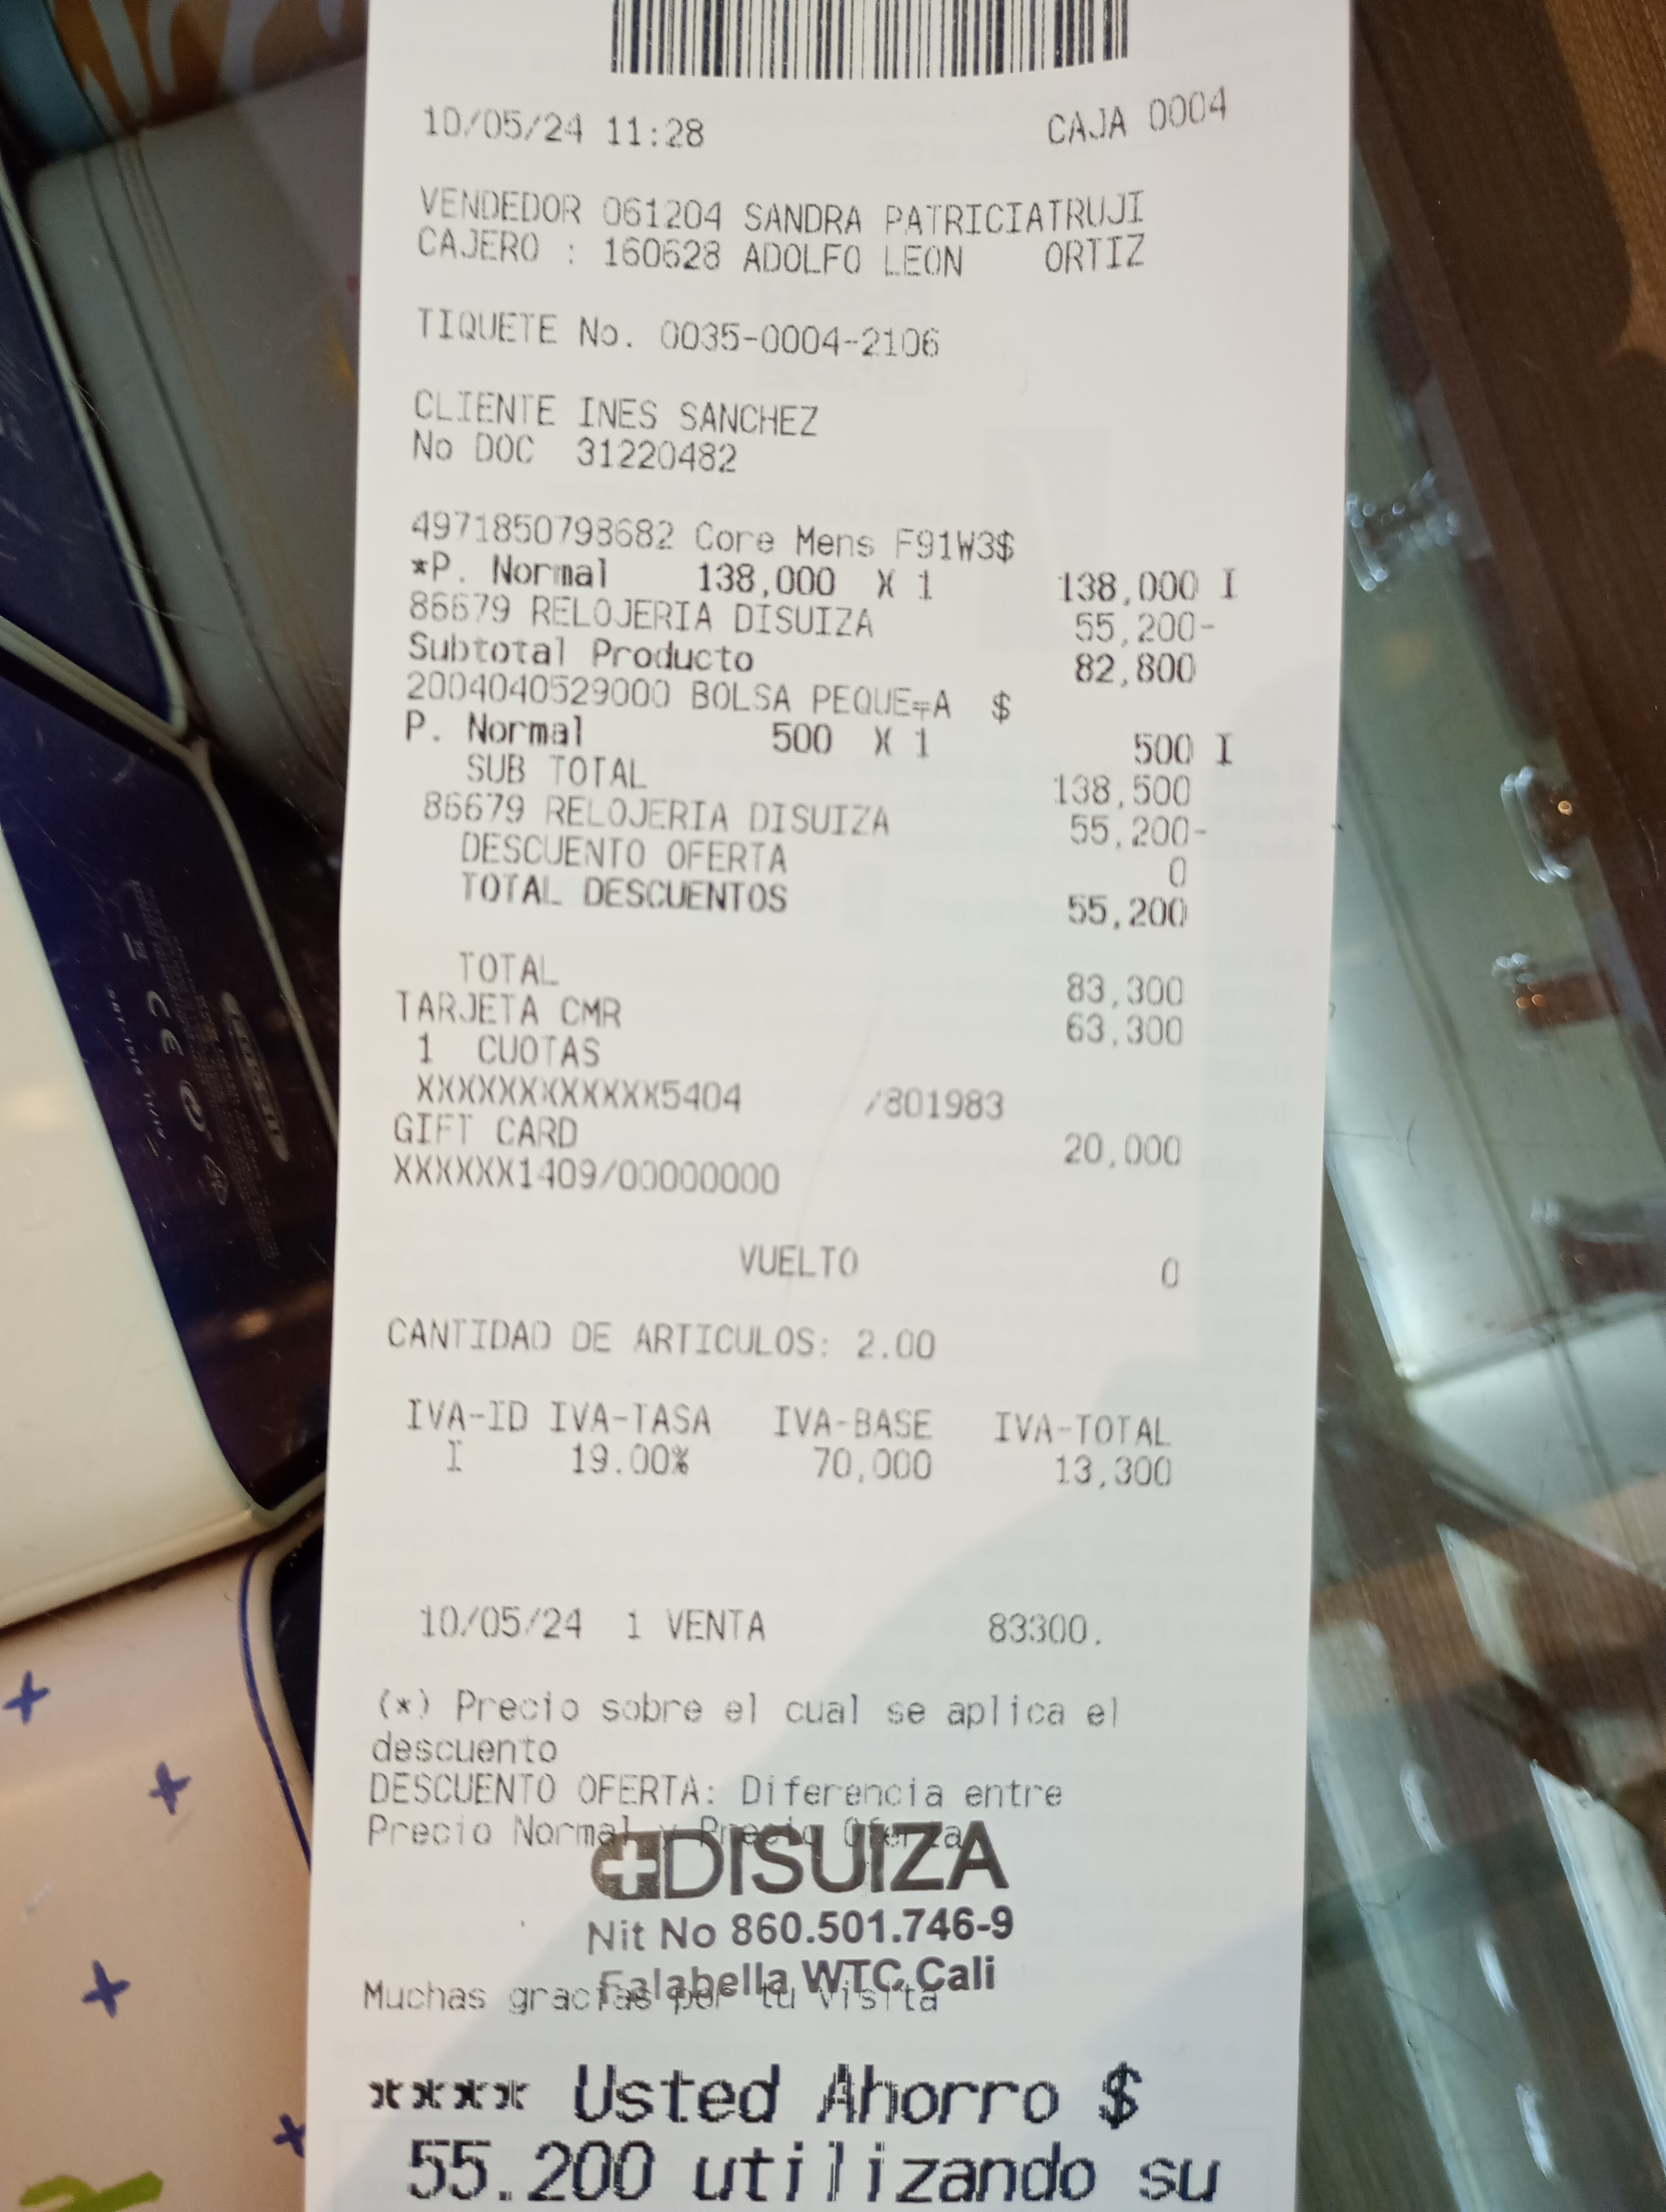 10/05/24 11:28 CAJA 0004
VENDEDOR 061204 SANDRA PATRICIATRUJI
CAJERO : 160628 ADOLFO LEON ORTIZ
TIQUETE No. 0035-0004-2106
CLIENTE INES SANCHEZ
No DOC 31220482
4971850798682 Core Mens F91W3$
*P. Normal 138,000 X 1 138,000 I
86679 RELOJERIA DISUIZA 55,200-
Subtotal Producto 82,800
2004040529000 BOLSA PEQUE=A $
P. Normal 500 X 1 500 I
SUB TOTAL 138,500
86679 RELOJERIA DISUIZA 55,200-
DESCUENTO OFERTA 0
TOTAL DESCUENTOS 55,200
TOTAL 83,300
TARJETA CMR 63,300
1 CUOTAS
XXXXXXXXXXXX5404 /801983
GIFT CARD 20,000
XXXXXX1409/00000000
VUELTO 0
CANTIDAD DE ARTICULOS: 2.00
IVA-ID IVA-TASA IVA-BASE IVA-TOTAL
I 19.00% 70,000 13,300
10/05/24 1 VENTA 83300.
(*) Precio sobre el cual se aplica el
descuento
DESCUENTO OFERTA: Diferencia entre
Precio Normal y Precio Oferta
DISUIZA
Nit No 860.501.746-9
Falabella WTC Cali
Muchas gracias por tu visita
**** Usted Ahorro $
55.200 utilizando su